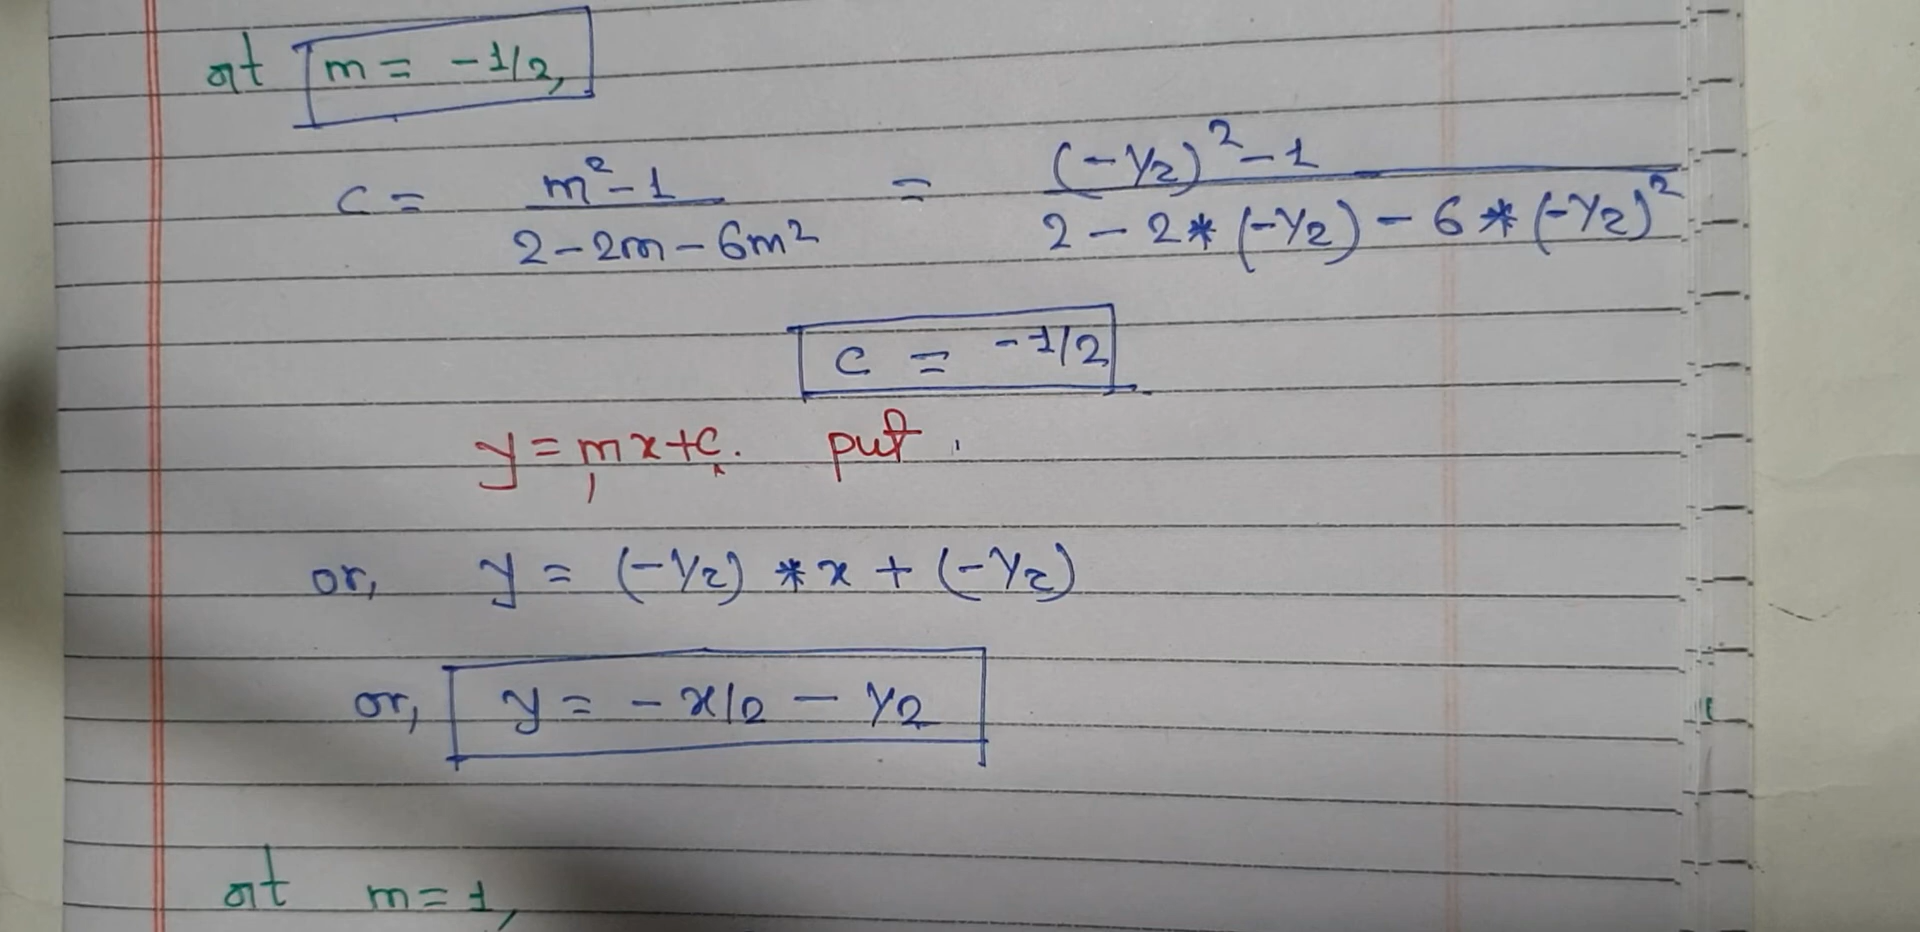 at m = -1/2,
c = m²-1 / 2-2m-6m² = (-1/2)²-1 / 2-2*(-1/2)-6*(-1/2)²
c = -1/2
y=mx+c. put
or, y = (-1/2) *x + (-1/2)
or, y = -x/2 - 1/2
at m=1,